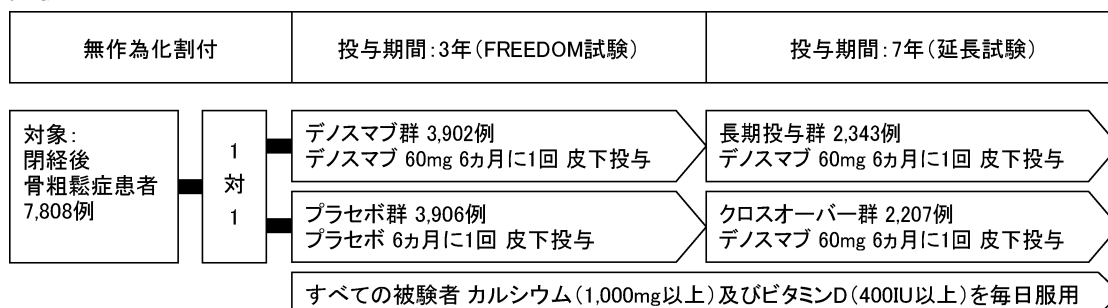 無作為化割付
投与期間:3年(FREEDOM試験)
投与期間:7年(延長試験)
対象:
閉経後
骨粗鬆症患者
7,808例
1
対
1
デノスマブ群 3,902例
デノスマブ 60mg 6ヵ月に1回 皮下投与
長期投与群 2,343例
デノスマブ 60mg 6ヵ月に1回 皮下投与
プラセボ群 3,906例
プラセボ 6ヵ月に1回 皮下投与
クロスオーバー群 2,207例
デノスマブ 60mg 6ヵ月に1回 皮下投与
すべての被験者 カルシウム(1,000mg以上)及びビタミンD(400IU以上)を毎日服用